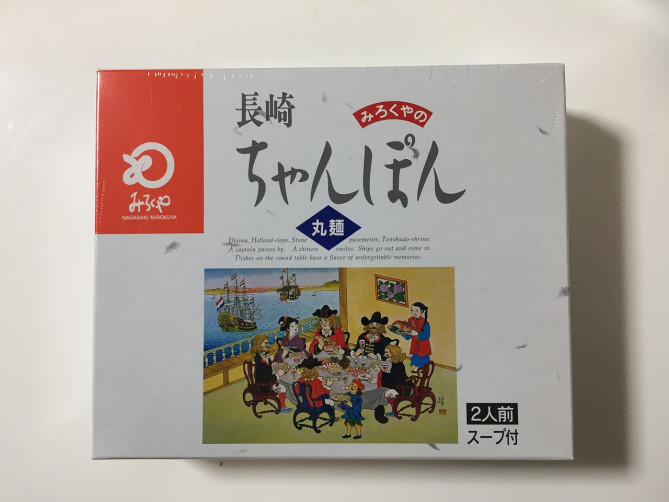 みろくや
NAGASAKI MIROKUYA
長崎
みろくやの
ちゃんぽん
丸麺
Dejima, Holland-slope, Stone pavements, Tenshudo-shrine.
A captain passes by. A chinese smiles. Ships go out and come on.
Dishes on the round table have a flavor of unforgettable memories.
2人前
スープ付